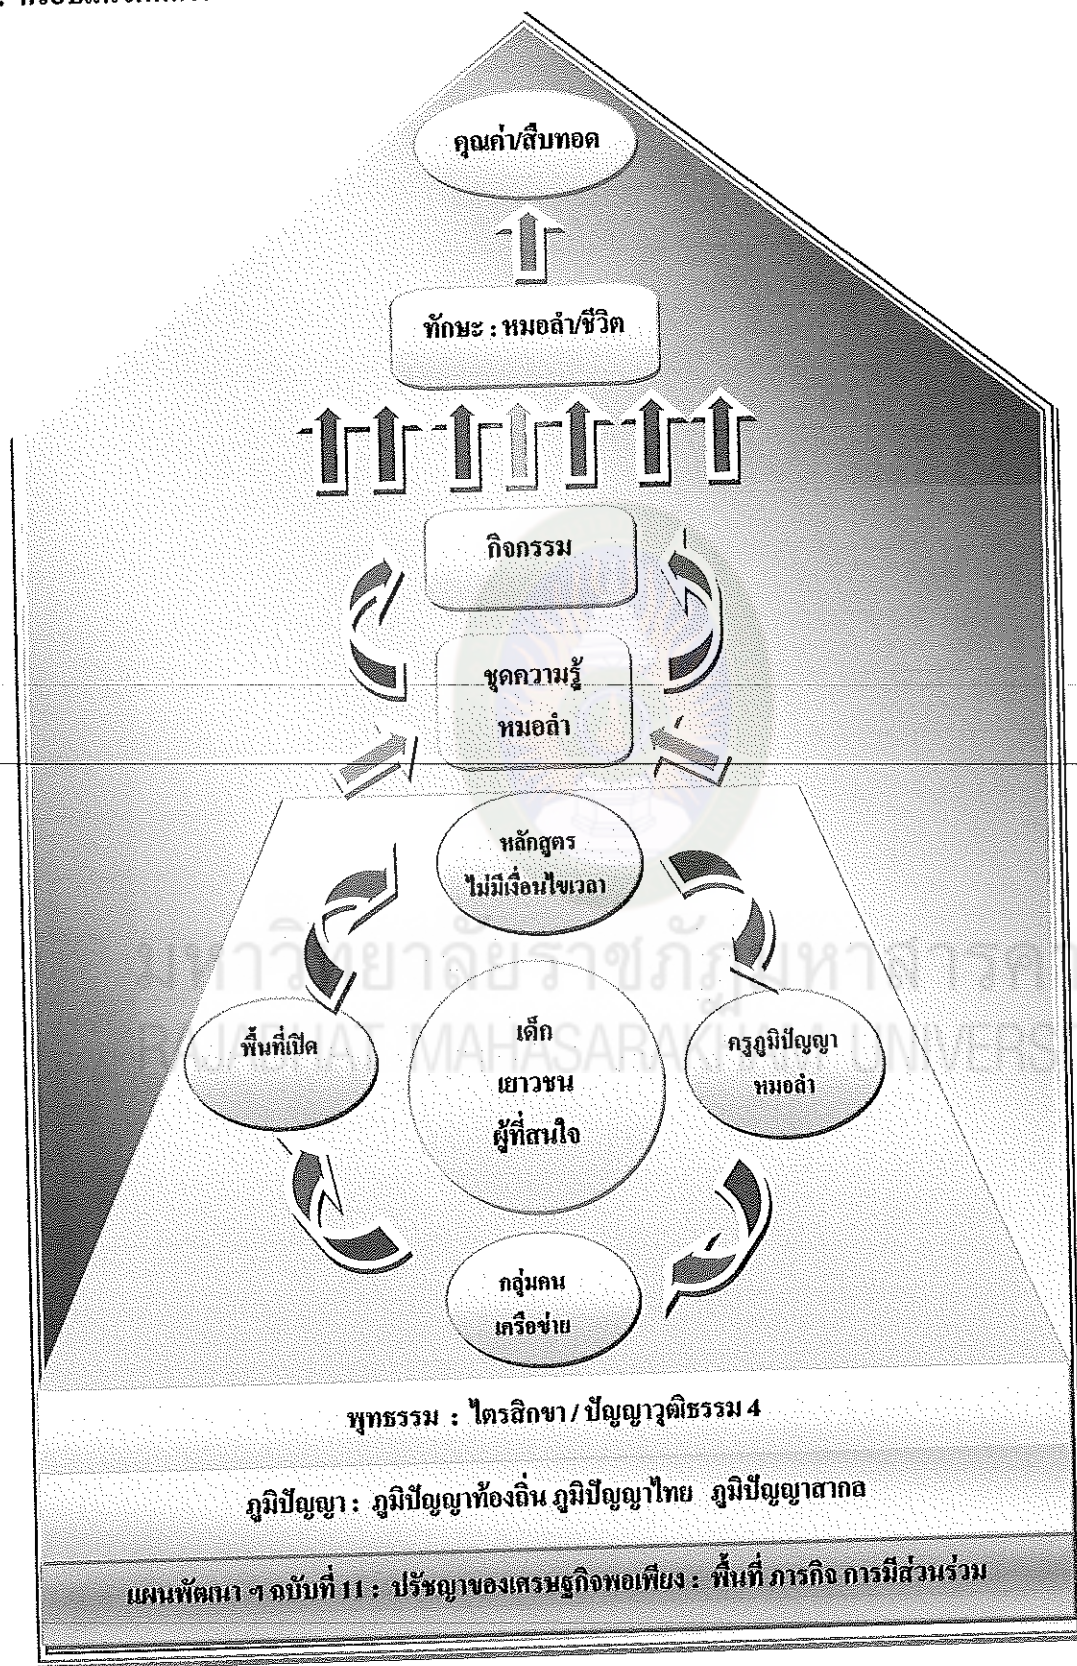 คุณค่า/สืบทอด
ทักษะ : หมอลำ/ชีวิต
กิจกรรม
ชุดความรู้
หมอลำ
หลักสูตร
ไม่มีเงื่อนไขเวลา
พื้นที่เปิด
เด็ก
เยาวชน
ผู้ที่สนใจ
ครูภูมิปัญญา
หมอลำ
กลุ่มคน
เครือข่าย
พุทธรรม : ไตรสิกขา / ปัญญาวุฒิธรรม 4
ภูมิปัญญา : ภูมิปัญญาท้องถิ่น ภูมิปัญญาไทย ภูมิปัญญาสากล
แผนพัฒนา ฯ ฉบับที่ 11 : ปรัชญาของเศรษฐกิจพอเพียง : พื้นที่ ภารกิจ การมีส่วนร่วม